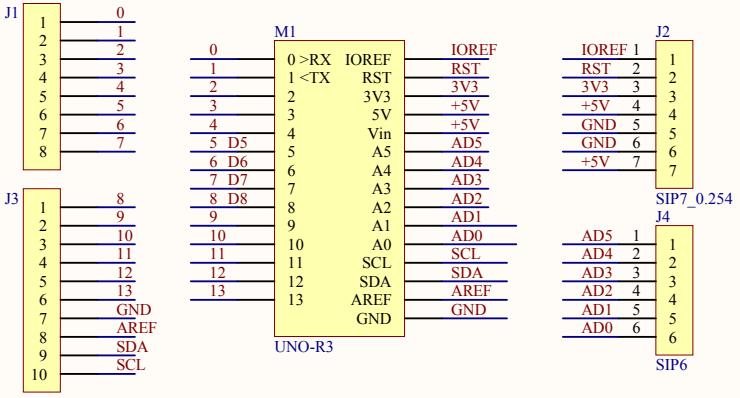 J1
1 0
2 1
3 2
4 3
5 4
6 5
7 6
8 7
J3
1 8
2 9
3 10
4 11
5 12
6 13
7 GND
8 AREF
9 SDA
10 SCL
M1
0 0 >RX IOREF IOREF
1 1 <TX RST RST
2 2 3V3 3V3
3 3 5V +5V
4 4 Vin +5V
5 D5 5 A5 AD5
6 D6 6 A4 AD4
7 D7 7 A3 AD3
8 D8 8 A2 AD2
9 9 A1 AD1
10 10 A0 AD0
11 11 SCL SCL
12 12 SDA SDA
13 13 AREF AREF
GND GND
UNO-R3
J2
IOREF 1 1
RST 2 2
3V3 3 3
+5V 4 4
GND 5 5
GND 6 6
+5V 7 7
SIP7_0.254
J4
AD5 1 1
AD4 2 2
AD3 3 3
AD2 4 4
AD1 5 5
AD0 6 6
SIP6